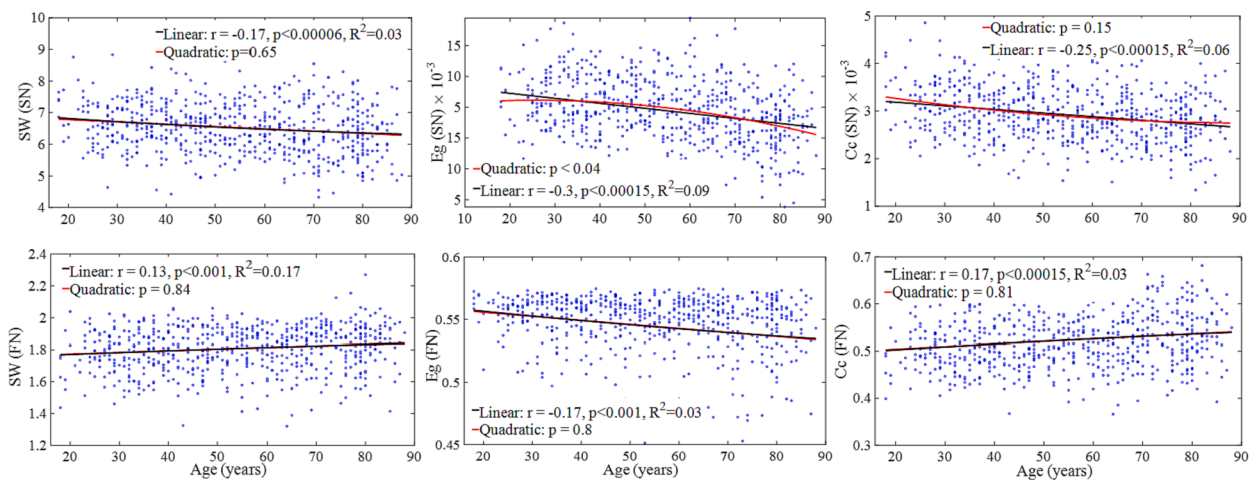 10
9
8
7
6
5
4
SW (SN)
Linear: r = -0.17, p<0.00006, R²=0.03
Quadratic: p=0.65
20 30 40 50 60 70 80 90
15
10
5
15
10
Eg (SN) × 10⁻³
Quadratic: p < 0.04
Linear: r = -0.3, p<0.00015, R²=0.09
10 20 30 40 50 60 70 80 90
5
4
3
2
1
Cc (SN) × 10⁻³
Quadratic: p = 0.15
Linear: r = -0.25, p<0.00015, R²=0.06
20 30 40 50 60 70 80 90
2.4
2.2
2.0
1.8
1.6
1.4
1.2
SW (FN)
Linear: r = 0.13, p<0.001, R²=0.0.17
Quadratic: p = 0.84
20 30 40 50 60 70 80 90
Age (years)
0.6
0.55
0.5
0.45
Eg (FN)
Linear: r = -0.17, p<0.001, R²=0.03
Quadratic: p = 0.8
20 30 40 50 60 70 80 90
Age (years)
0.7
0.6
0.5
0.4
0.3
Cc (FN)
Linear: r = 0.17, p<0.00015, R²=0.03
Quadratic: p = 0.81
20 30 40 50 60 70 80 90
Age (years)